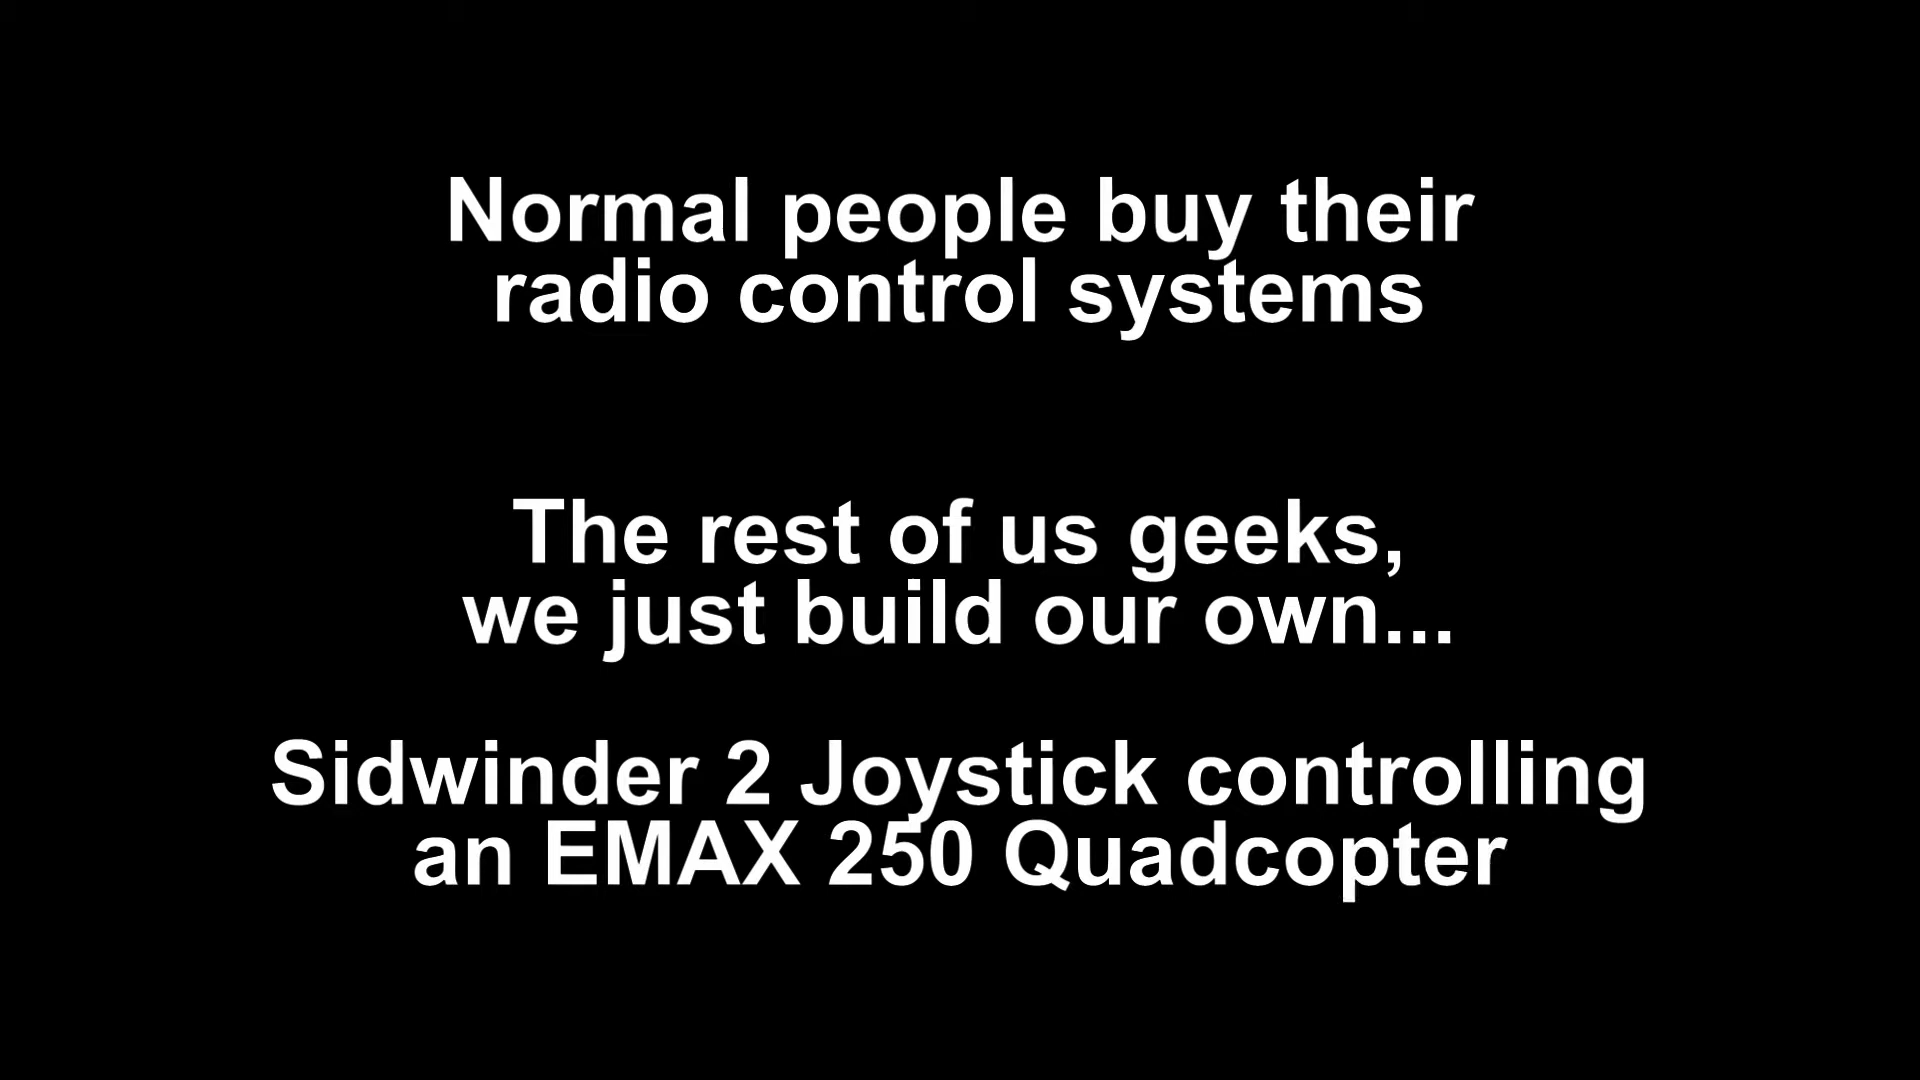 Normal people buy their
radio control systems
The rest of us geeks,
we just build our own...
Sidwinder 2 Joystick controlling
an EMAX 250 Quadcopter